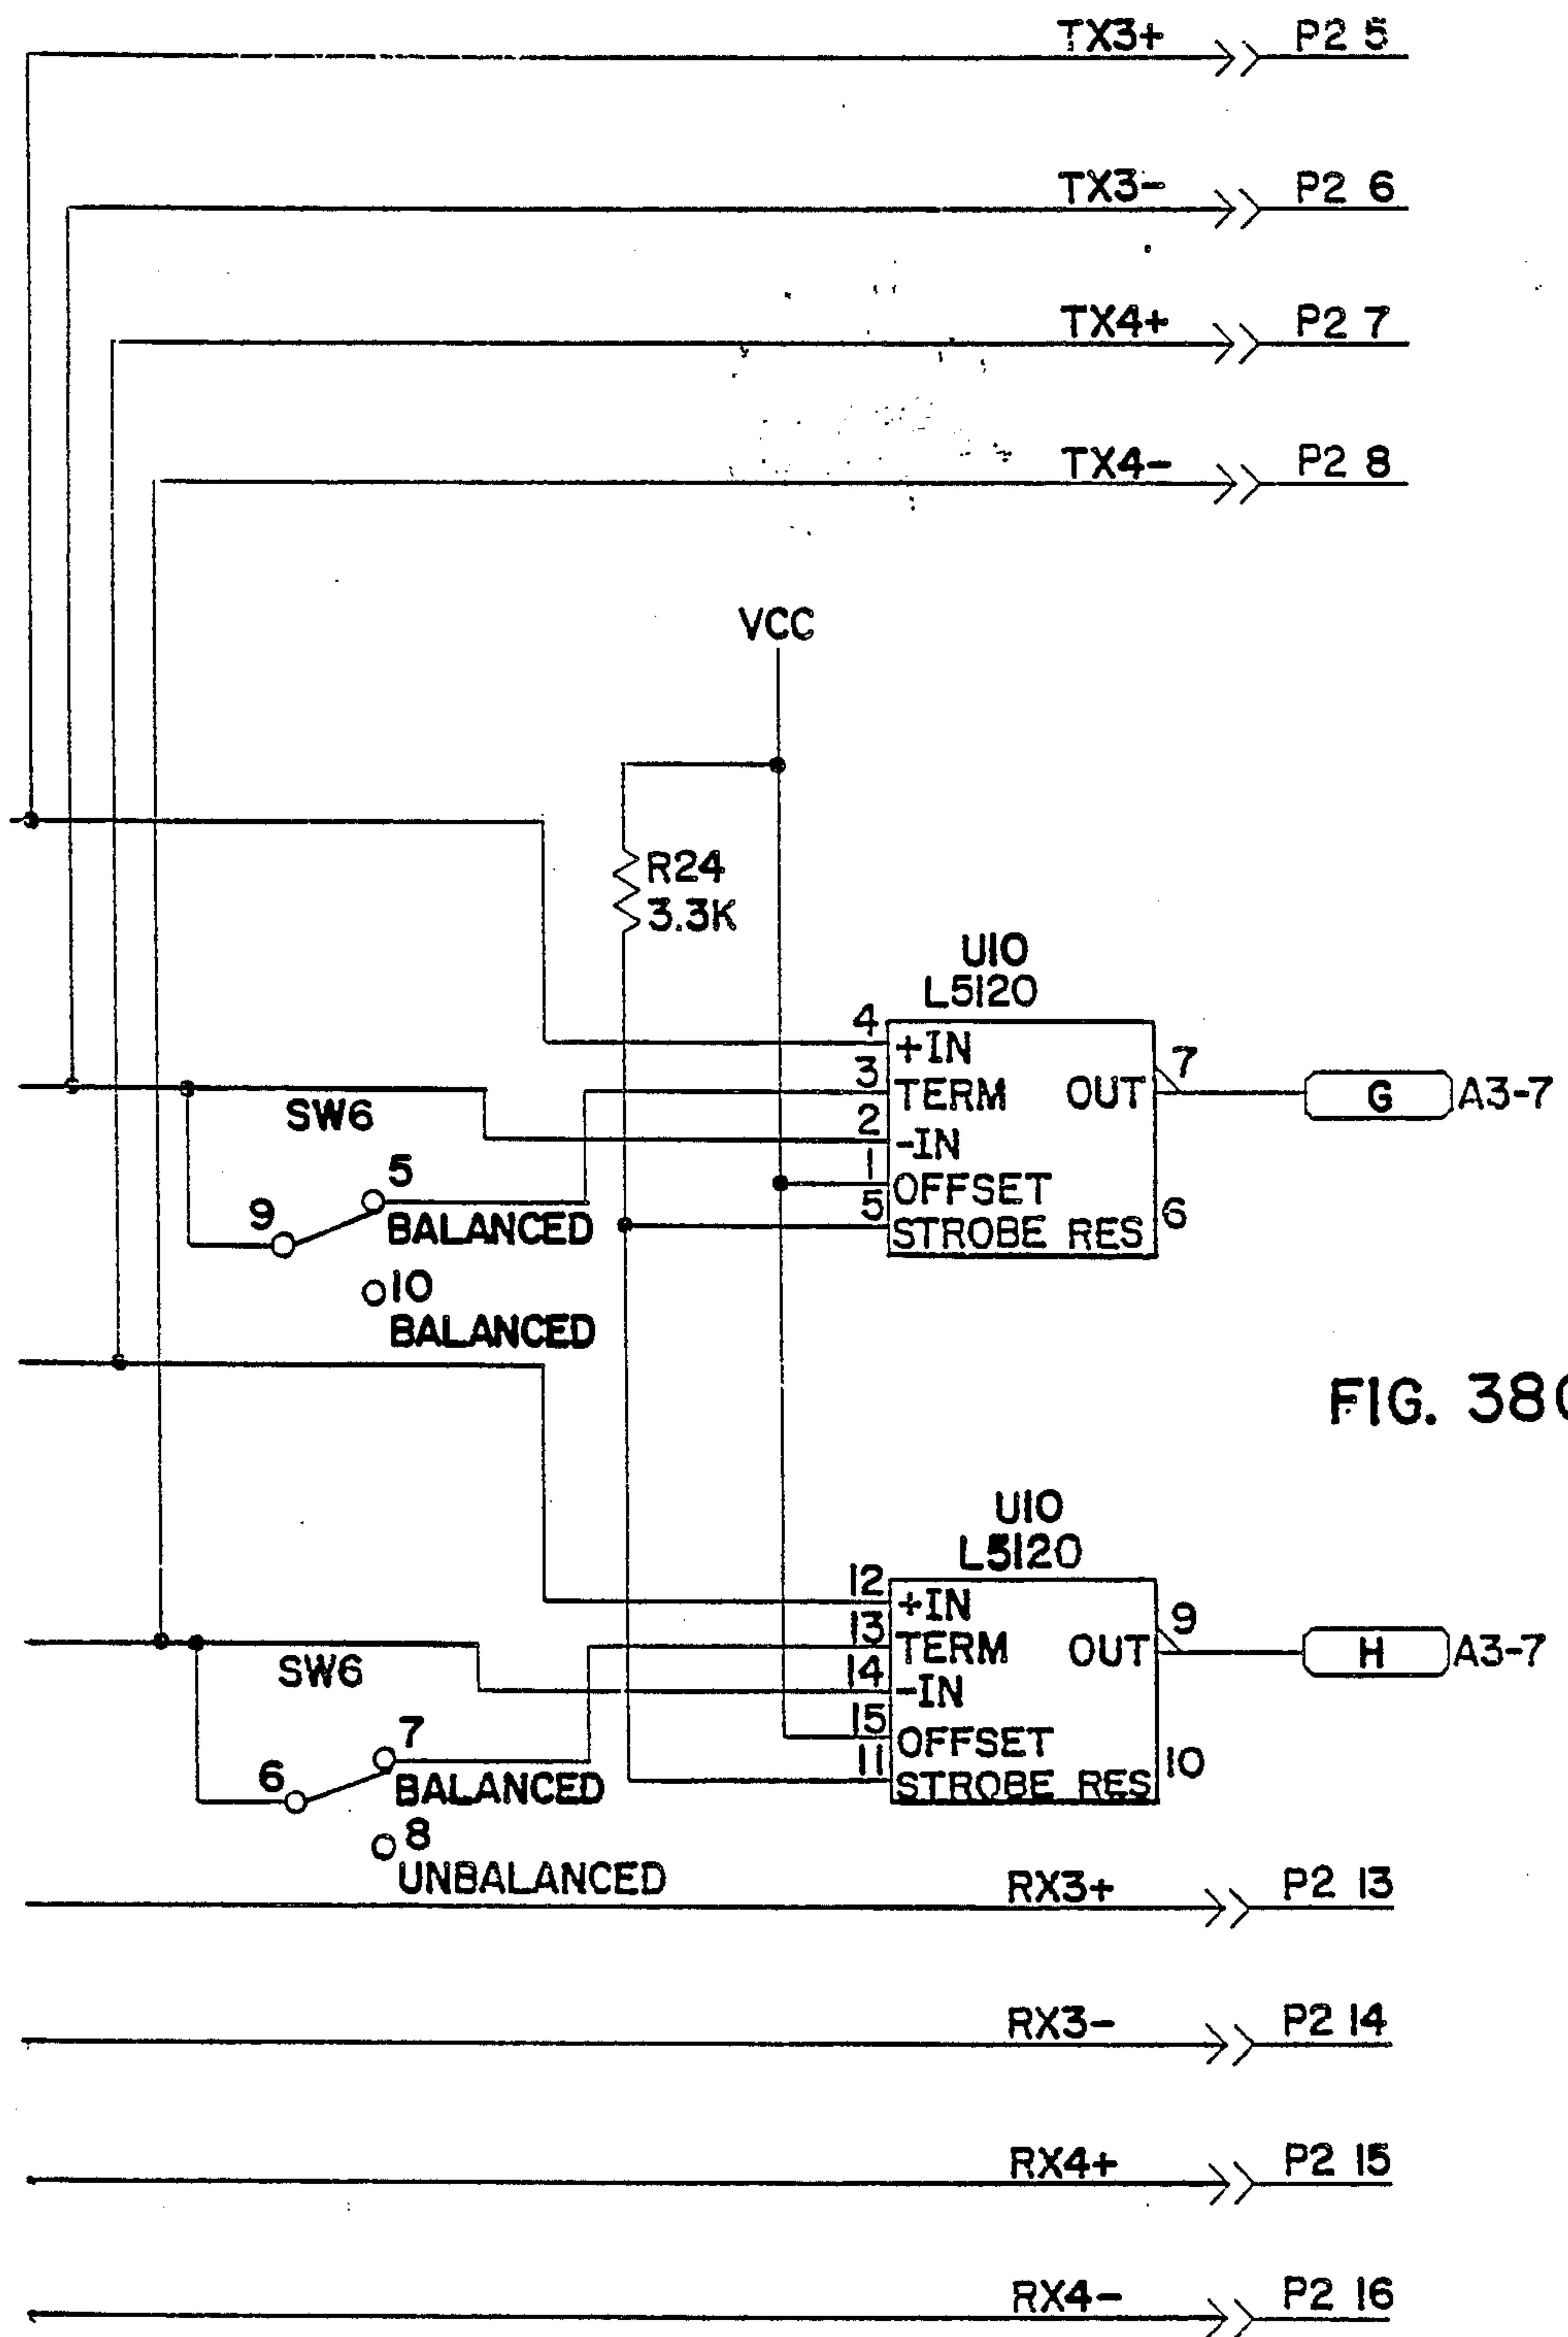 TX3+ P2 5
TX3- P2 6
TX4+ P2 7
TX4- P2 8
VCC
R24
3.3K
U10
L5120
4 +IN
3 TERM OUT 7
G A3-7
2 -IN
1 OFFSET
5 STROBE RES 6
SW6
5
9 BALANCED
10
BALANCED
FIG. 38
U10
L5120
12 +IN
13 TERM OUT 9
H A3-7
14 -IN
15 OFFSET
11 STROBE RES 10
SW6
7
6 BALANCED
8
UNBALANCED
RX3+ P2 13
RX3- P2 14
RX4+ P2 15
RX4- P2 16